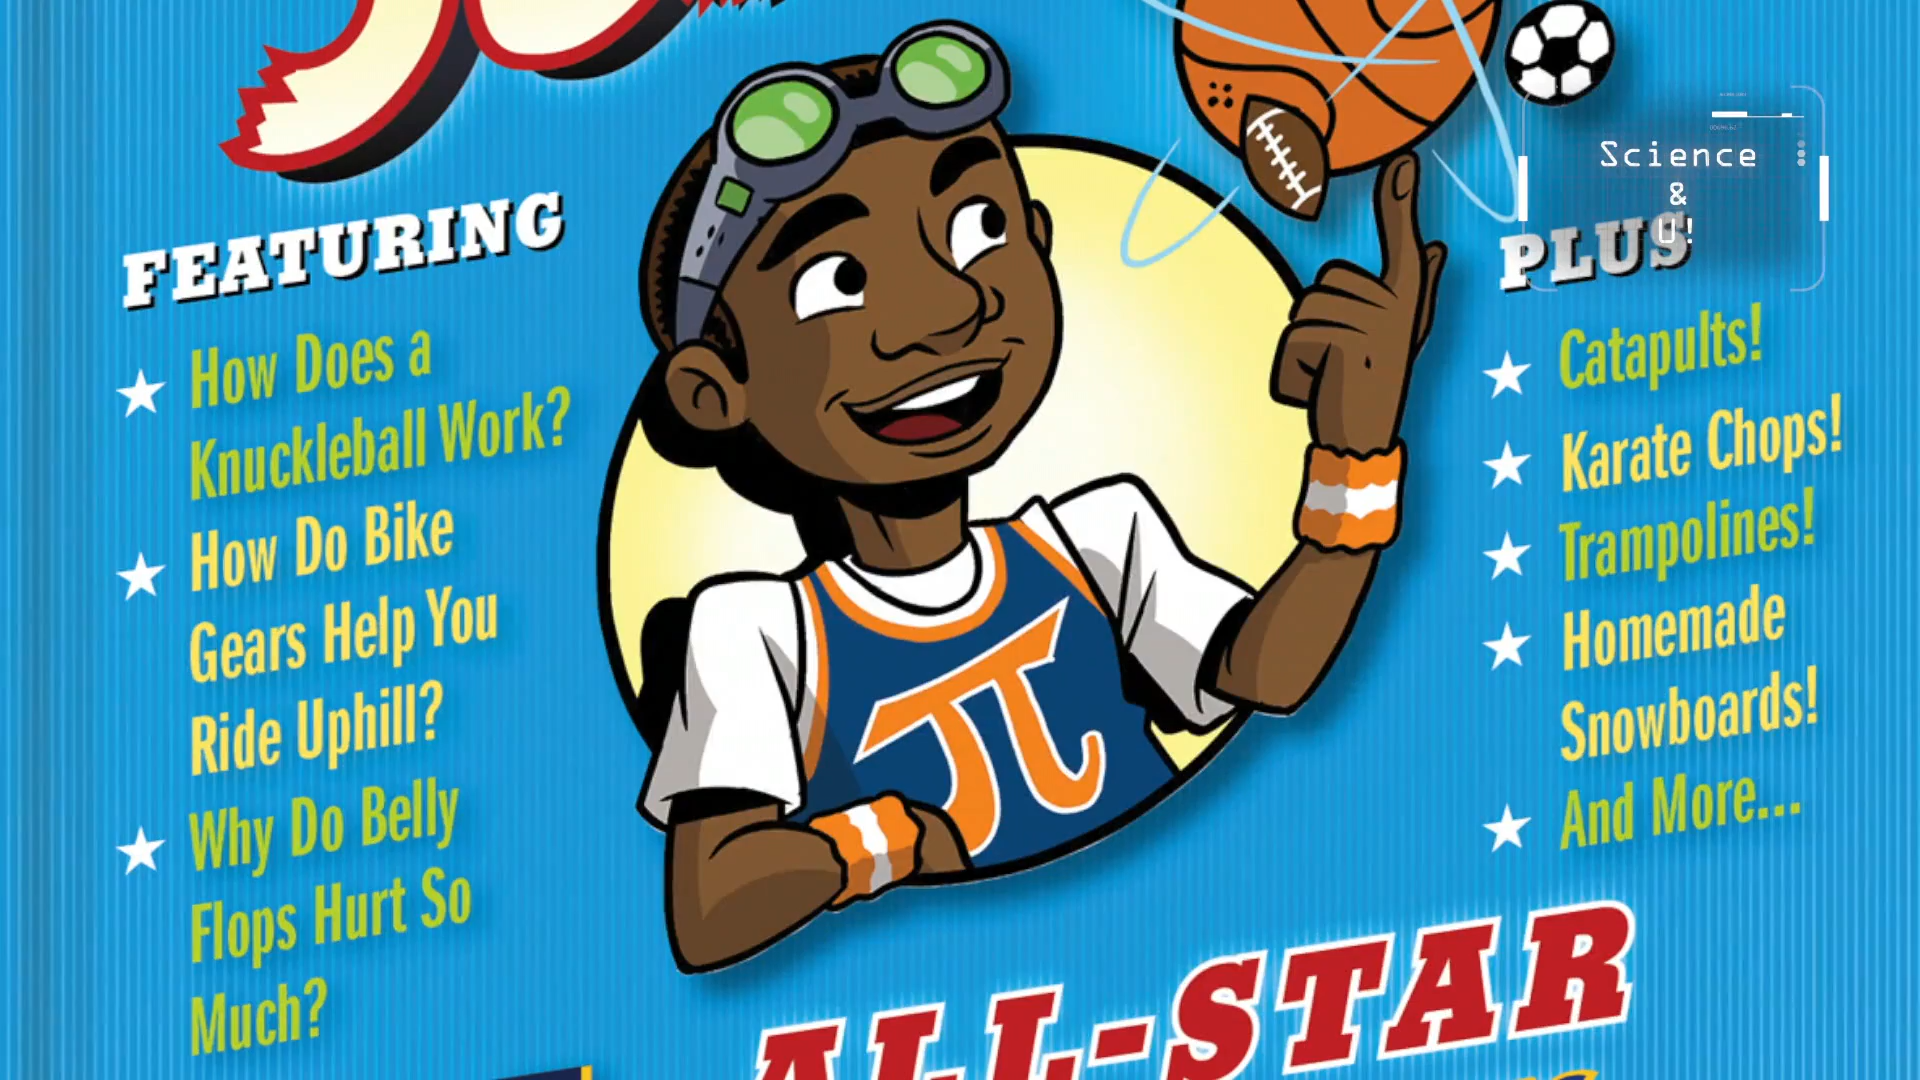 FEATURING
How Does a
Knuckleball Work?
How Do Bike
Gears Help You
Ride Uphill?
Why Do Belly
Flops Hurt So
Much?
π
Science
&
U!
PLUS
Catapults!
Karate Chops!
Trampolines!
Homemade
Snowboards!
And More...
ALL-STAR